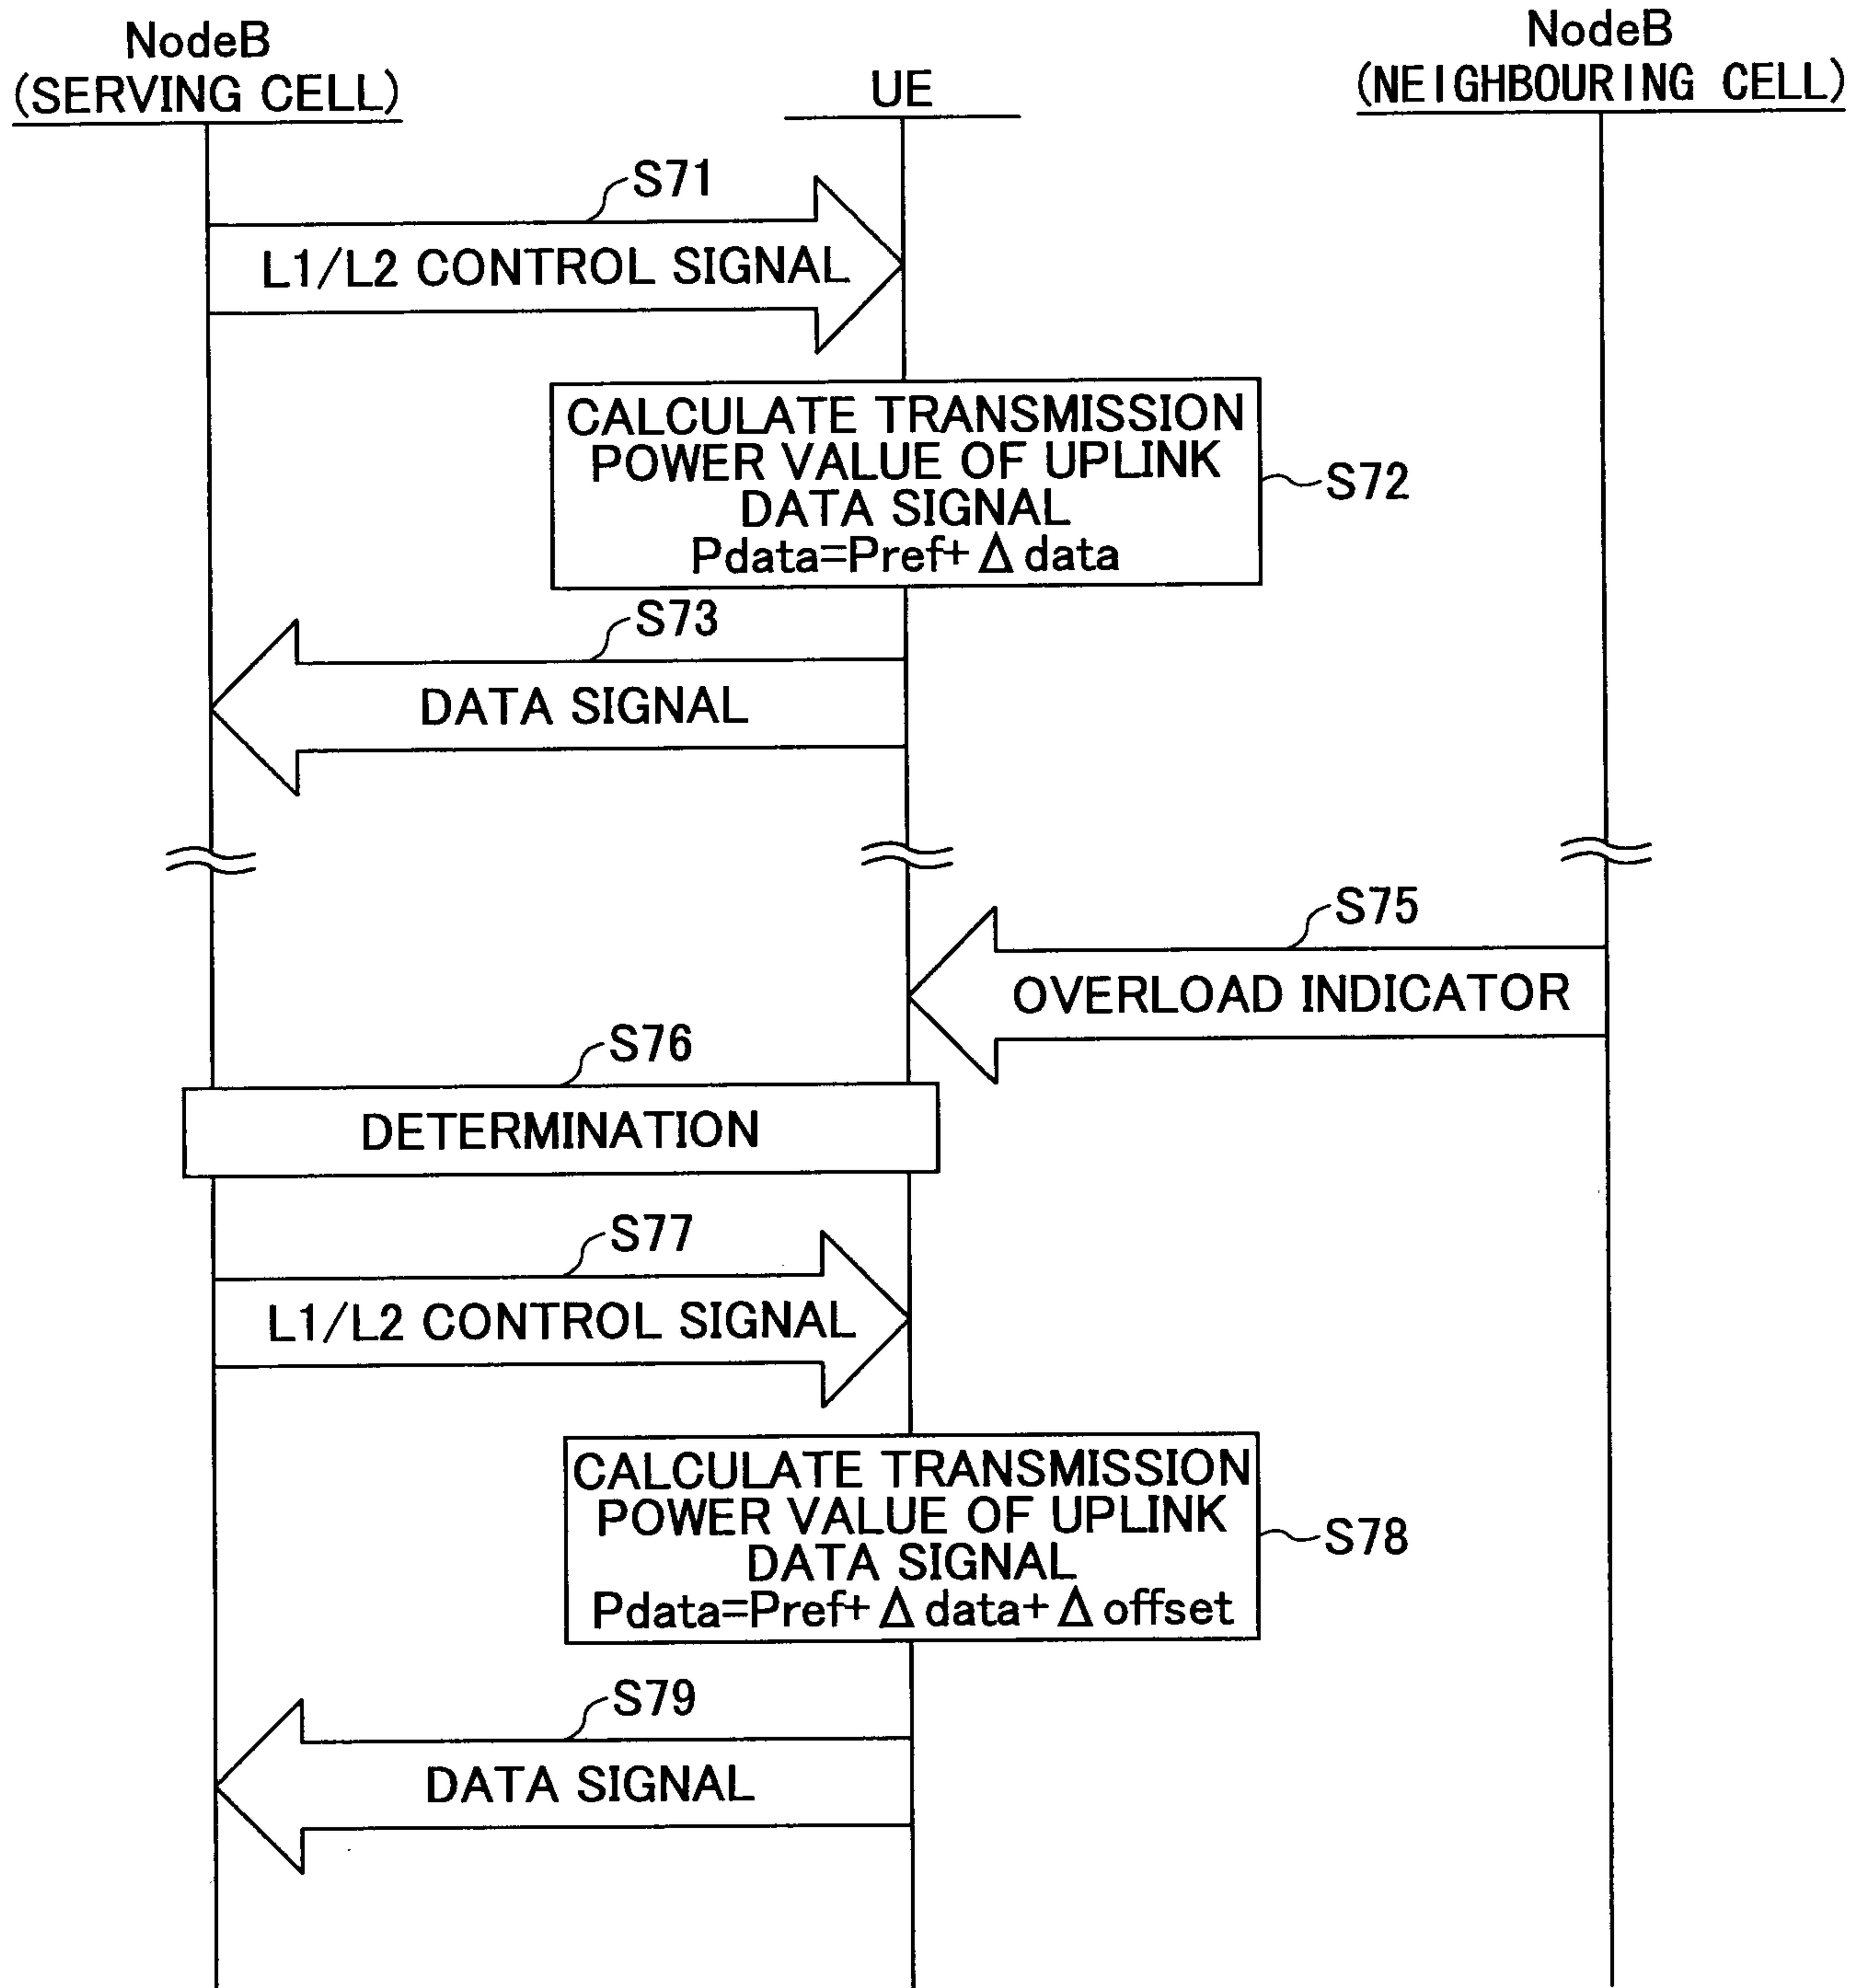 NodeB
(SERVING CELL)
UE
NodeB
(NEIGHBOURING CELL)
S71
L1/L2 CONTROL SIGNAL
CALCULATE TRANSMISSION
POWER VALUE OF UPLINK
DATA SIGNAL
Pdata=Pref+Δdata
S72
S73
DATA SIGNAL
S75
OVERLOAD INDICATOR
S76
DETERMINATION
S77
L1/L2 CONTROL SIGNAL
CALCULATE TRANSMISSION
POWER VALUE OF UPLINK
DATA SIGNAL
Pdata=Pref+Δdata+Δoffset
S78
S79
DATA SIGNAL